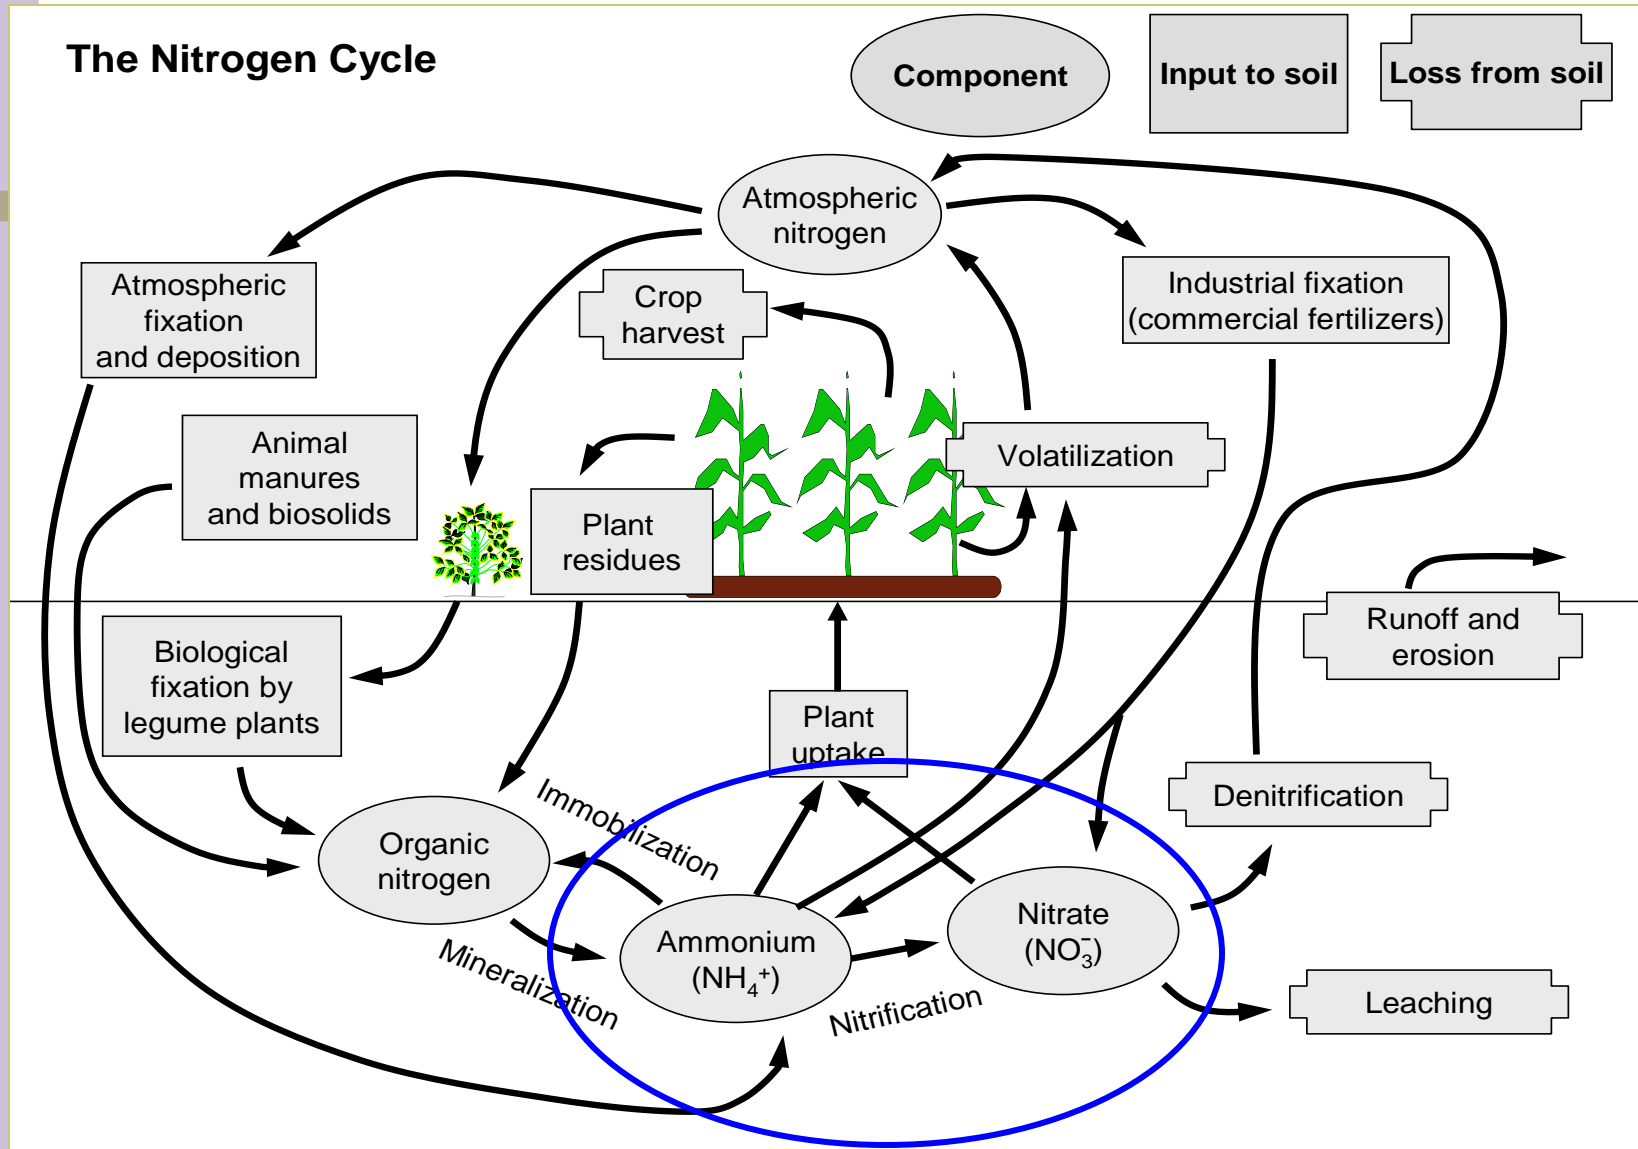 The Nitrogen Cycle
Component
Input to soil
Loss from soil
Atmospheric
nitrogen
Atmospheric
fixation
and deposition
Crop
harvest
Industrial fixation
(commercial fertilizers)
Animal
manures
and biosolids
Volatilization
Plant
residues
Runoff and
erosion
Biological
fixation by
legume plants
Plant
uptake
Denitrification
Immobilization
Organic
nitrogen
Ammonium
(NH₄⁺)
Nitrate
(NO₃⁻)
Mineralization
Nitrification
Leaching